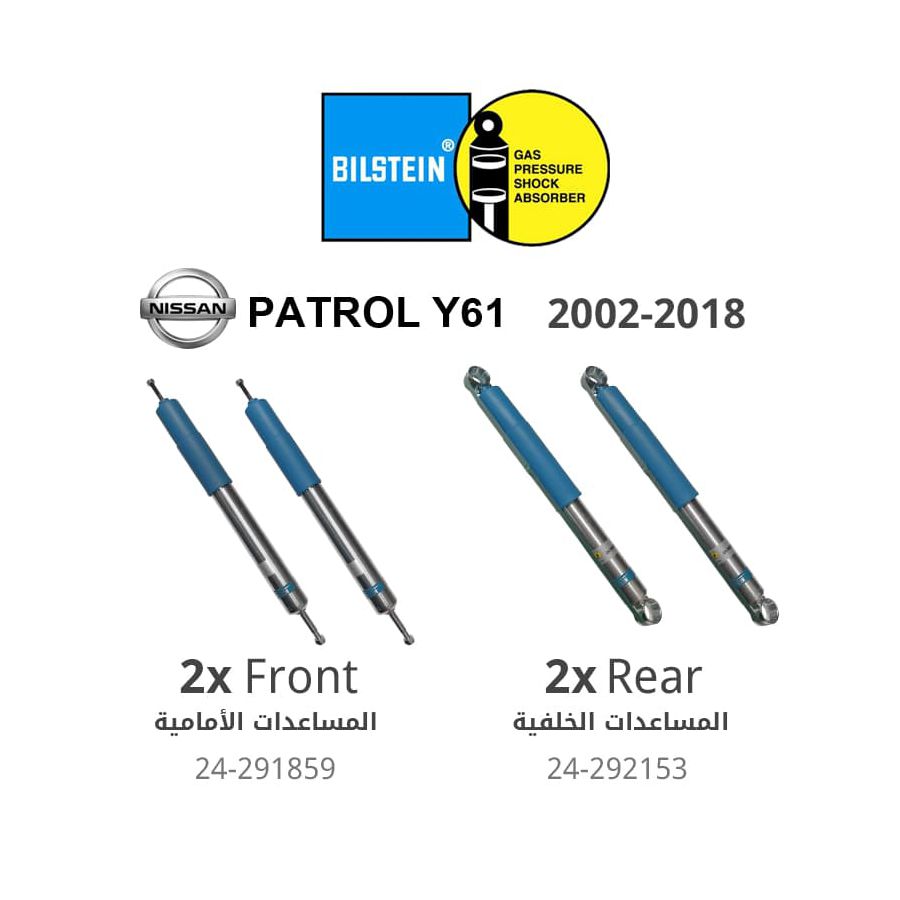 BILSTEIN®
GAS
PRESSURE
SHOCK
ABSORBER
NISSAN PATROL Y61 2002-2018
2x Front
المساعدات الأمامية
24-291859
2x Rear
المساعدات الخلفية
24-292153